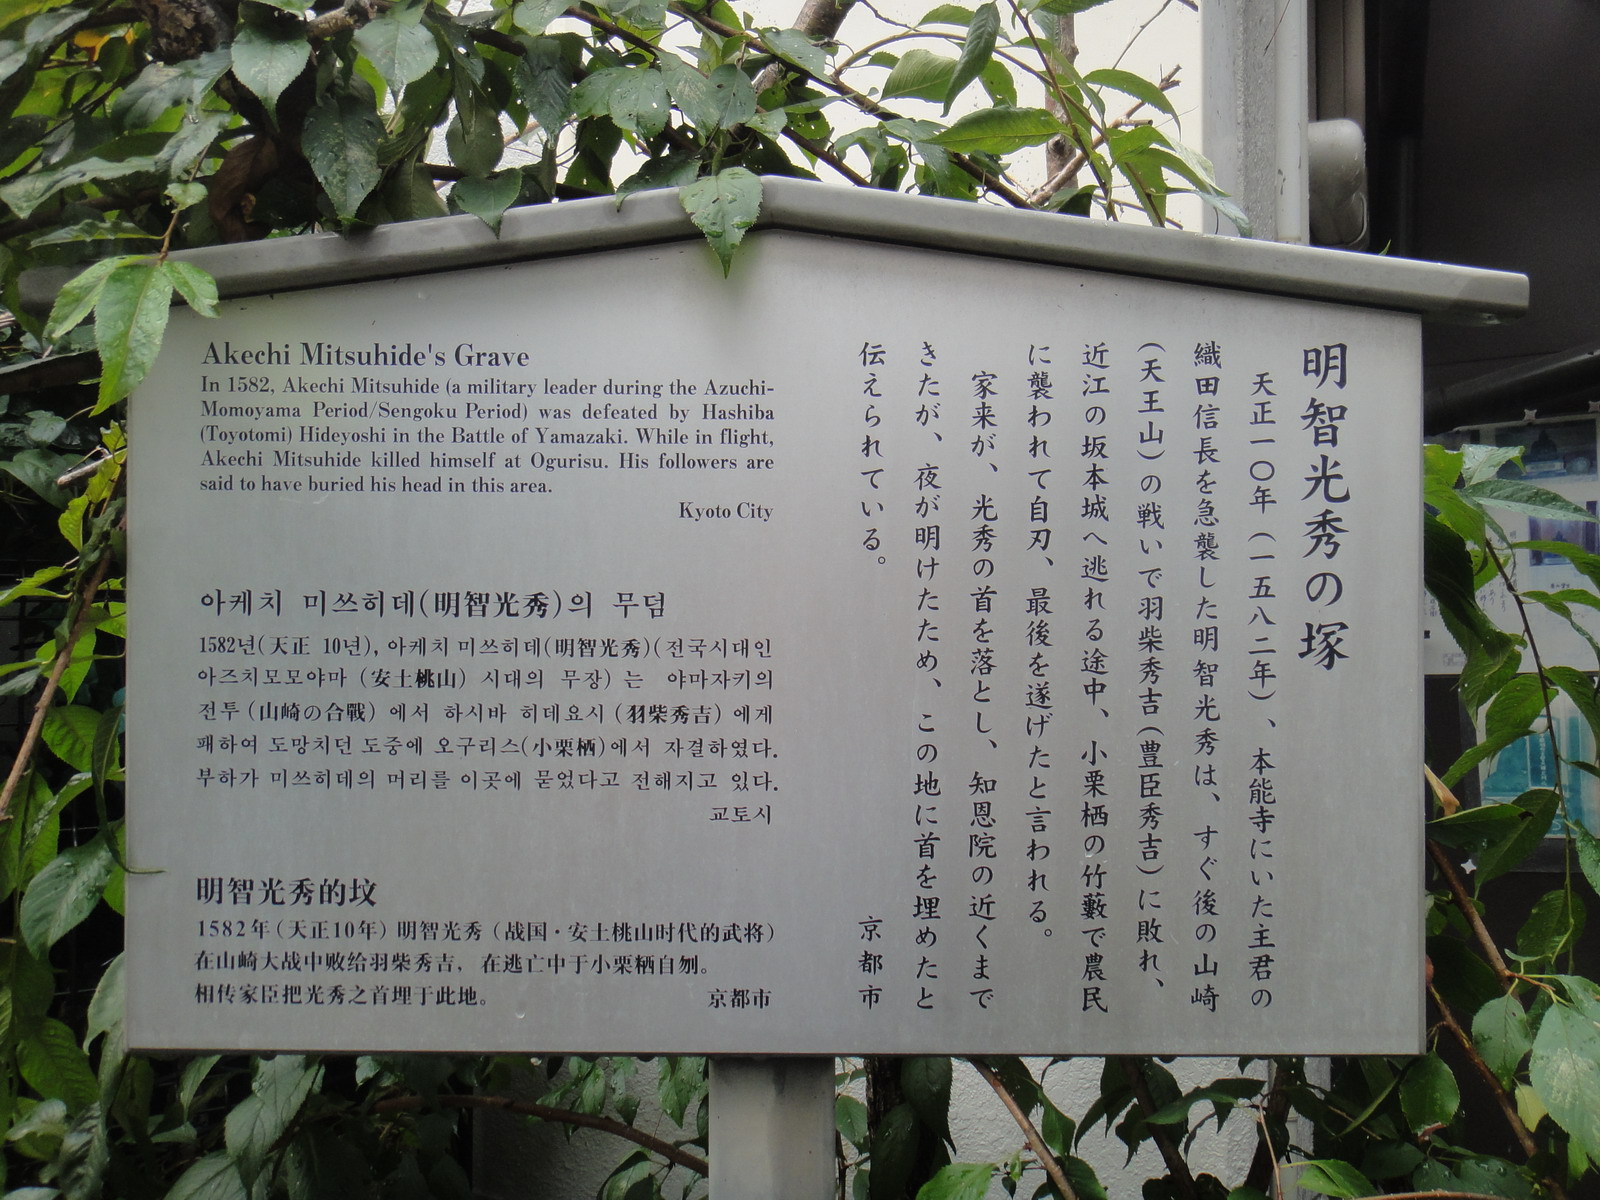 明智光秀の塚
天正一〇年（一五八二年）、本能寺にいた主君の
織田信長を急襲した明智光秀は、すぐ後の山崎
（天王山）の戦いで羽柴秀吉（豊臣秀吉）に敗れ、
近江の坂本城へ逃れる途中、小栗栖の竹藪で農民
に襲われて自刃、最後を遂げたと言われる。
家来が、光秀の首を落とし、知恩院の近くまで
きたが、夜が明けたため、この地に首を埋めたと
伝えられている。
京都市
Akechi Mitsuhide's Grave
In 1582, Akechi Mitsuhide (a military leader during the Azuchi-
Momoyama Period/Sengoku Period) was defeated by Hashiba
(Toyotomi) Hideyoshi in the Battle of Yamazaki. While in flight,
Akechi Mitsuhide killed himself at Ogurisu. His followers are
said to have buried his head in this area.
Kyoto City
아케치 미쓰히데(明智光秀)의 무덤
1582년(天正 10년), 아케치 미쓰히데(明智光秀)(전국시대인
아즈치모모야마 (安土桃山) 시대의 무장) 는 야마자키의
전투 (山崎の合戰) 에서 하시바 히데요시 (羽柴秀吉) 에게
패하여 도망치던 도중에 오구리스(小栗栖)에서 자결하였다.
부하가 미쓰히데의 머리를 이곳에 묻었다고 전해지고 있다.
교토시
明智光秀的坟
1582年（天正10年）明智光秀（战国・安土桃山时代的武将）
在山崎大战中败给羽柴秀吉，在逃亡中于小栗栖自刎。
相传家臣把光秀之首埋于此地。
京都市